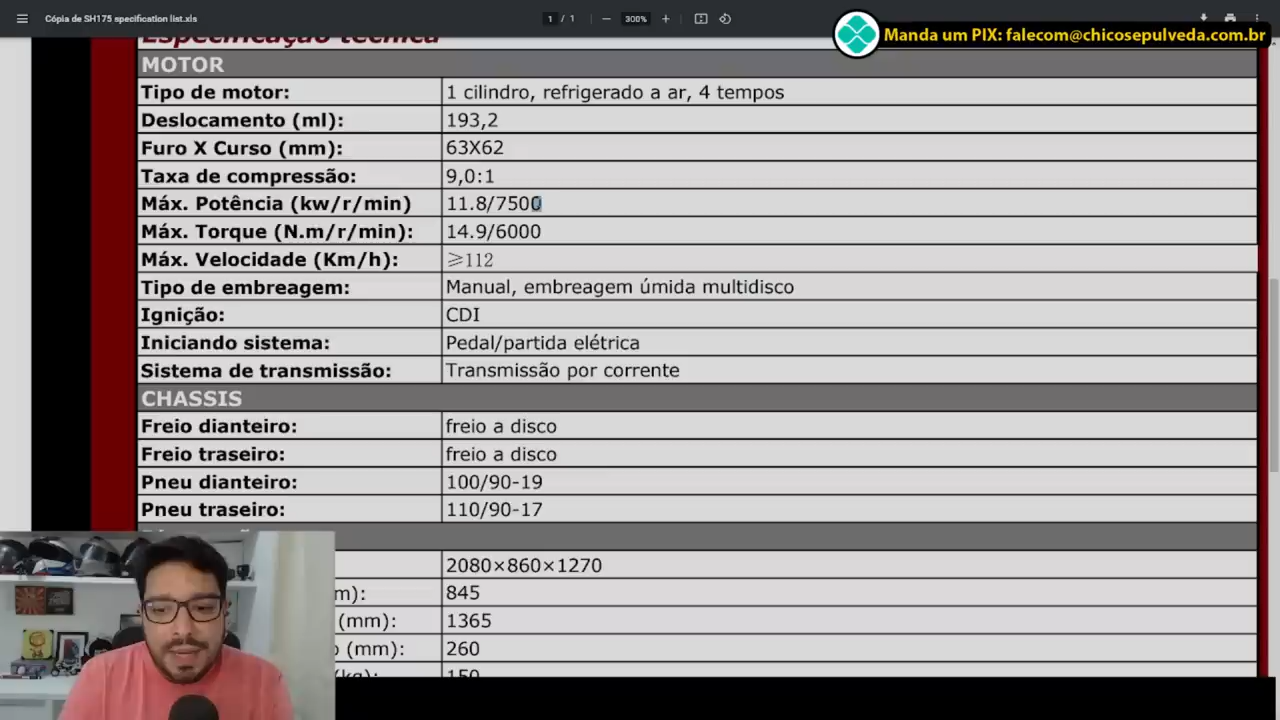 Cópia de SH175 specification list.xls
1 / 1
300%
Manda um PIX: falecom@chicosepulveda.com.br
Especificação técnica
MOTOR
Tipo de motor: 1 cilindro, refrigerado a ar, 4 tempos
Deslocamento (ml): 193,2
Furo X Curso (mm): 63X62
Taxa de compressão: 9,0:1
Máx. Potência (kw/r/min) 11.8/7500
Máx. Torque (N.m/r/min): 14.9/6000
Máx. Velocidade (Km/h): ≥112
Tipo de embreagem: Manual, embreagem úmida multidisco
Ignição: CDI
Iniciando sistema: Pedal/partida elétrica
Sistema de transmissão: Transmissão por corrente
CHASSIS
Freio dianteiro: freio a disco
Freio traseiro: freio a disco
Pneu dianteiro: 100/90-19
Pneu traseiro: 110/90-17
2080×860×1270
m): 845
(mm): 1365
(mm): 260
(kg): 150